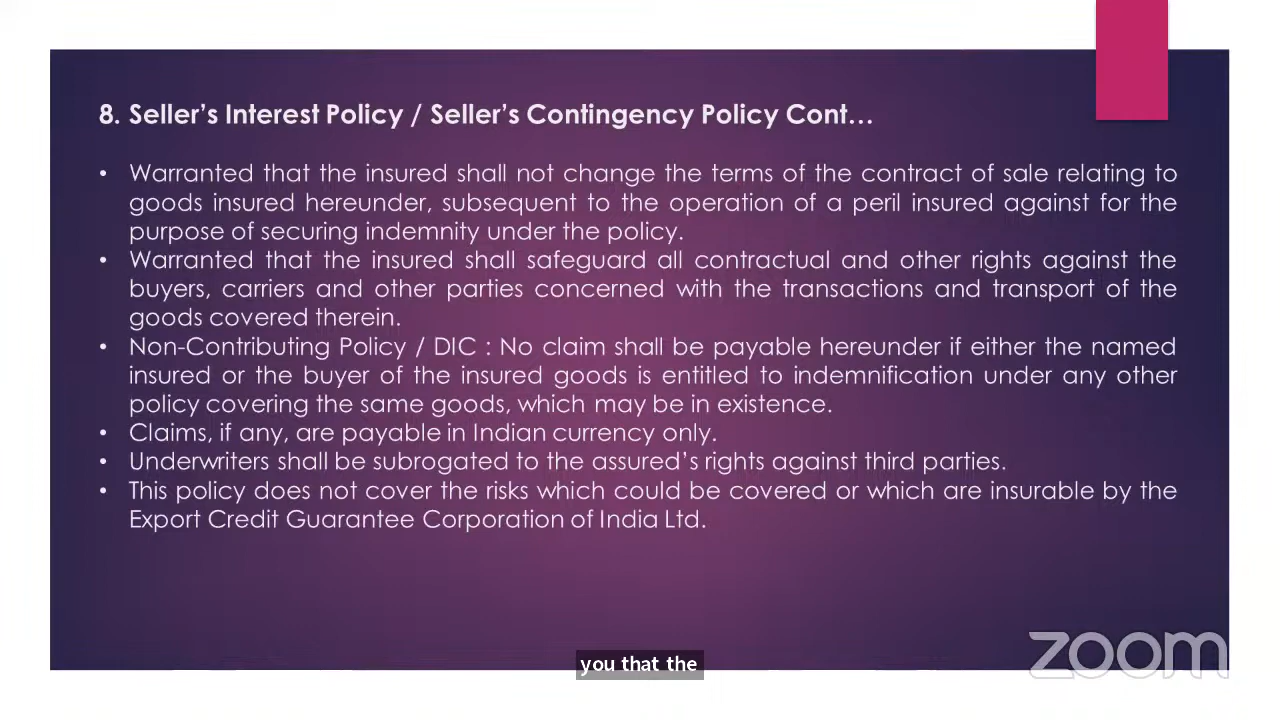 8. Seller's Interest Policy / Seller's Contingency Policy Cont...
• Warranted that the insured shall not change the terms of the contract of sale relating to
goods insured hereunder, subsequent to the operation of a peril insured against for the
purpose of securing indemnity under the policy.
• Warranted that the insured shall safeguard all contractual and other rights against the
buyers, carriers and other parties concerned with the transactions and transport of the
goods covered therein.
• Non-Contributing Policy / DIC : No claim shall be payable hereunder if either the named
insured or the buyer of the insured goods is entitled to indemnification under any other
policy covering the same goods, which may be in existence.
• Claims, if any, are payable in Indian currency only.
• Underwriters shall be subrogated to the assured's rights against third parties.
• This policy does not cover the risks which could be covered or which are insurable by the
Export Credit Guarantee Corporation of India Ltd.
zoom
you that the